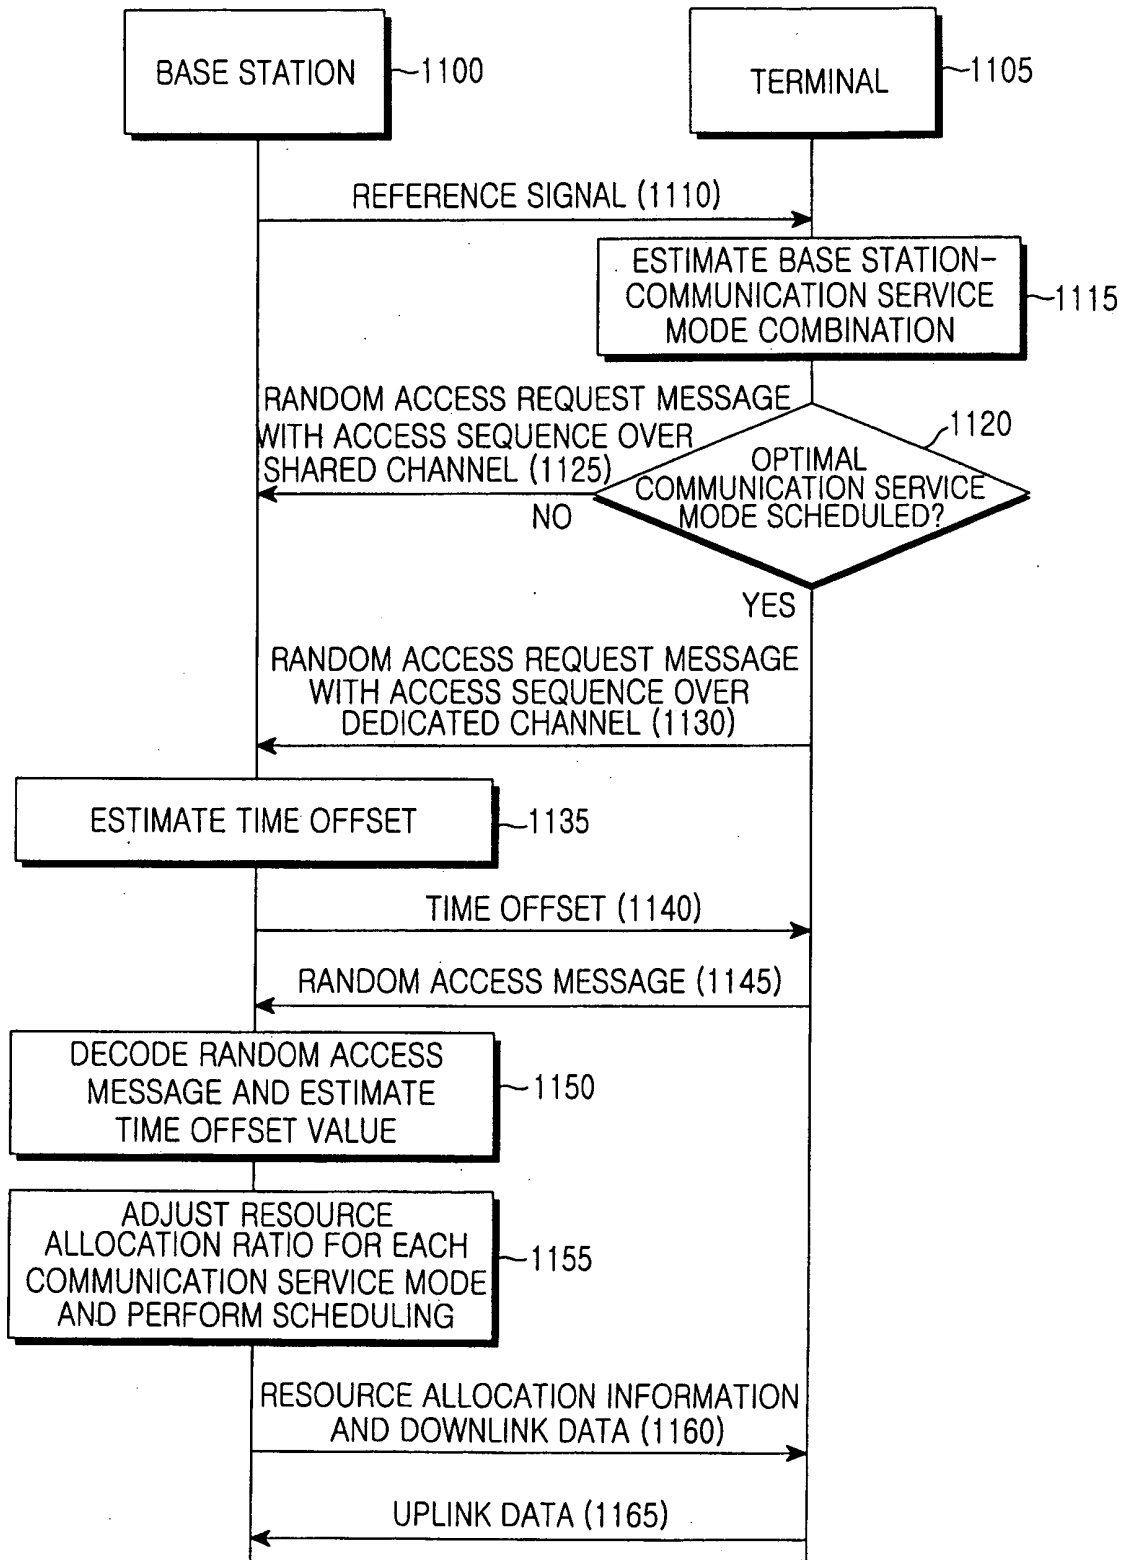 BASE STATION
1100
TERMINAL
1105
REFERENCE SIGNAL (1110)
ESTIMATE BASE STATION-
COMMUNICATION SERVICE
MODE COMBINATION
1115
RANDOM ACCESS REQUEST MESSAGE
WITH ACCESS SEQUENCE OVER
SHARED CHANNEL (1125)
NO
1120
OPTIMAL
COMMUNICATION SERVICE
MODE SCHEDULED?
YES
RANDOM ACCESS REQUEST MESSAGE
WITH ACCESS SEQUENCE OVER
DEDICATED CHANNEL (1130)
ESTIMATE TIME OFFSET
1135
TIME OFFSET (1140)
RANDOM ACCESS MESSAGE (1145)
DECODE RANDOM ACCESS
MESSAGE AND ESTIMATE
TIME OFFSET VALUE
1150
ADJUST RESOURCE
ALLOCATION RATIO FOR EACH
COMMUNICATION SERVICE MODE
AND PERFORM SCHEDULING
1155
RESOURCE ALLOCATION INFORMATION
AND DOWNLINK DATA (1160)
UPLINK DATA (1165)